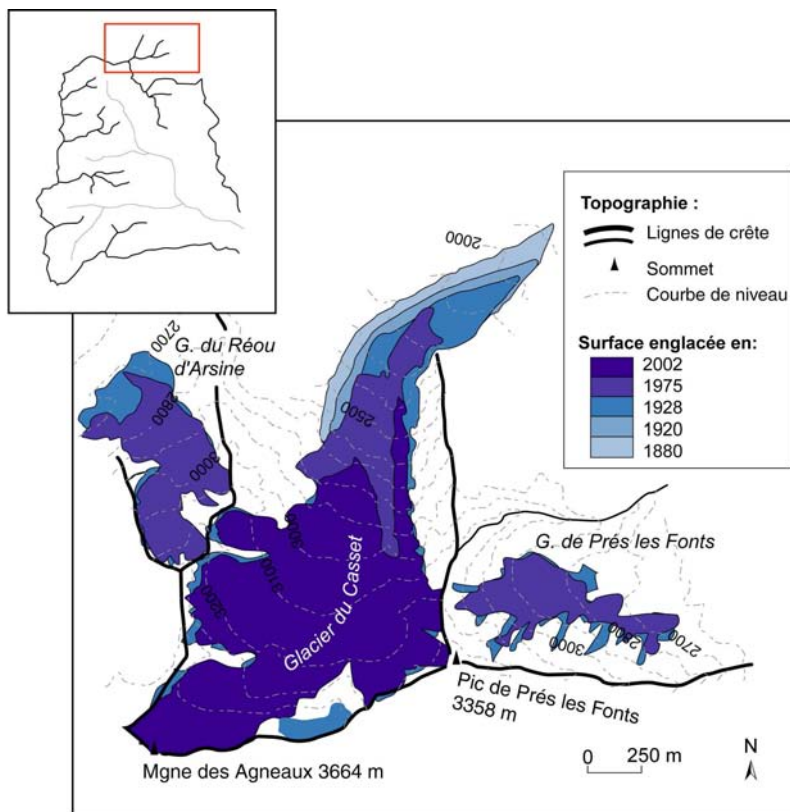 Topographie :
Lignes de crête
Sommet
Courbe de niveau
Surface englacée en:
2002
1975
1928
1920
1880
2000
2700
G. du Réou
d'Arsine
2800
2500
3000
3000
3100
3200
Glacier du Casset
G. de Prés les Fonts
3000
2800
2700
Pic de Prés les Fonts
3358 m
Mgne des Agneaux 3664 m
0 250 m
N